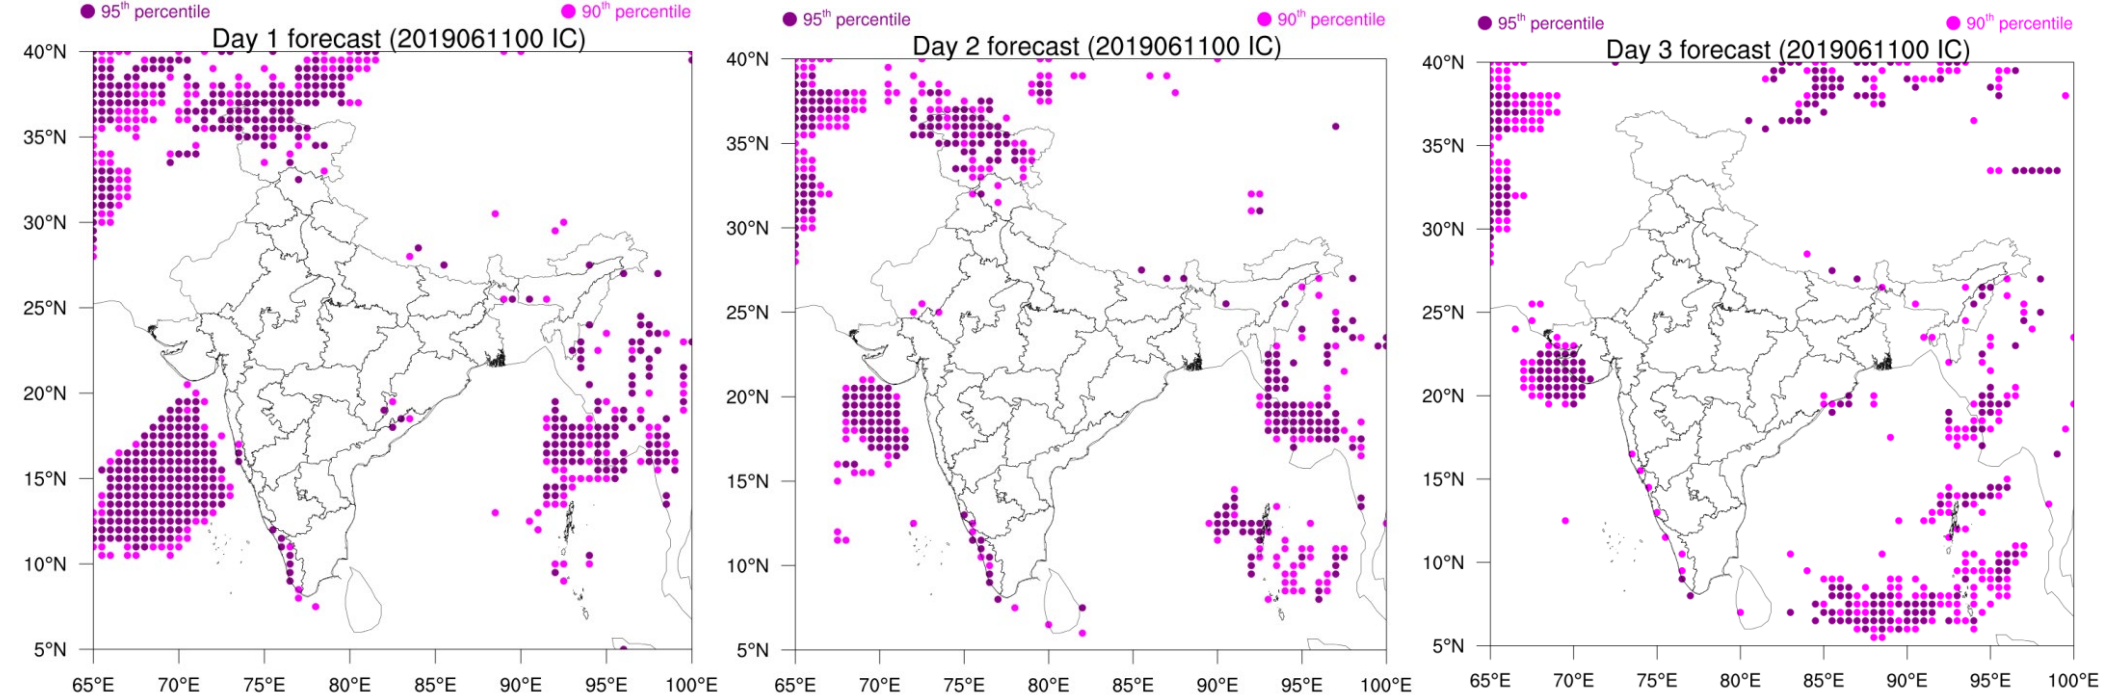 95th percentile 90th percentile
Day 1 forecast (2019061100 IC)
40°N
35°N
30°N
25°N
20°N
15°N
10°N
5°N
65°E 70°E 75°E 80°E 85°E 90°E 95°E 100°E
95th percentile 90th percentile
Day 2 forecast (2019061100 IC)
40°N
35°N
30°N
25°N
20°N
15°N
10°N
5°N
65°E 70°E 75°E 80°E 85°E 90°E 95°E 100°E
95th percentile 90th percentile
Day 3 forecast (2019061100 IC)
40°N
35°N
30°N
25°N
20°N
15°N
10°N
5°N
65°E 70°E 75°E 80°E 85°E 90°E 95°E 100°E